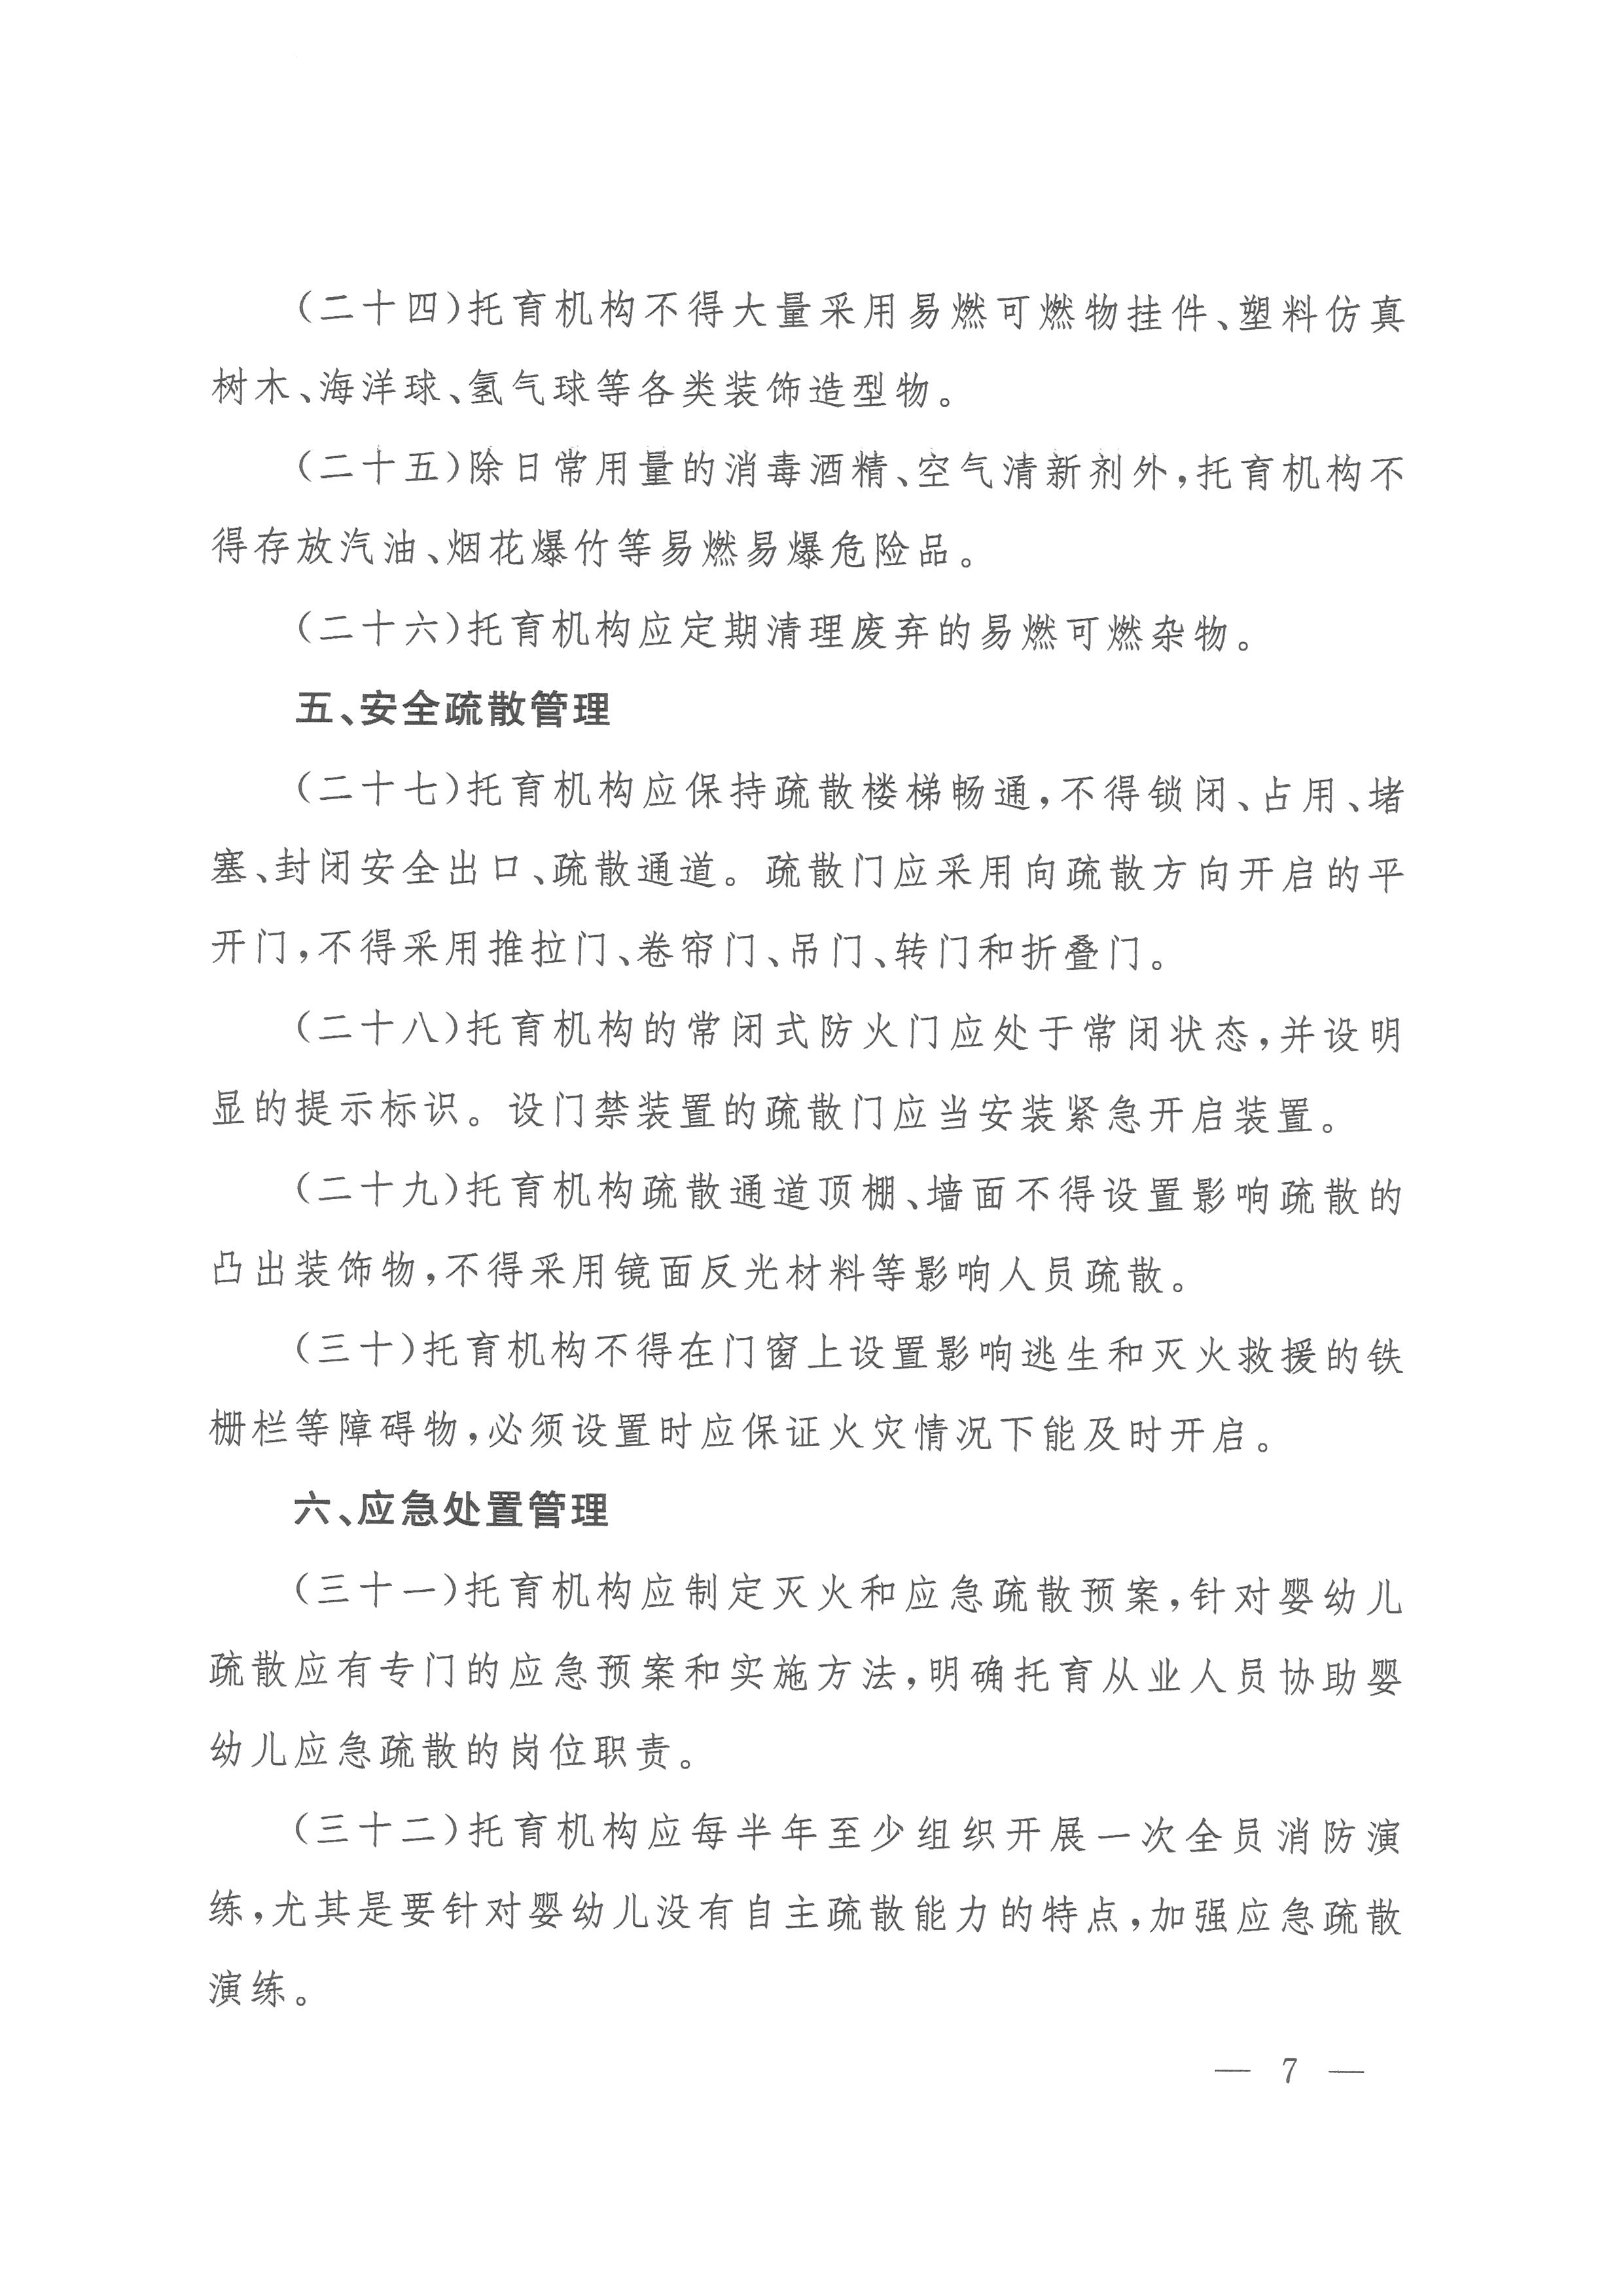 （二十四）托育机构不得大量采用易燃可燃物挂件、塑料仿真
树木、海洋球、氢气球等各类装饰造型物。
（二十五）除日常用量的消毒酒精、空气清新剂外，托育机构不
得存放汽油、烟花爆竹等易燃易爆危险品。
（二十六）托育机构应定期清理废弃的易燃可燃杂物。
五、安全疏散管理
（二十七）托育机构应保持疏散楼梯畅通，不得锁闭、占用、堵
塞、封闭安全出口、疏散通道。疏散门应采用向疏散方向开启的平
开门，不得采用推拉门、卷帘门、吊门、转门和折叠门。
（二十八）托育机构的常闭式防火门应处于常闭状态，并设明
显的提示标识。设门禁装置的疏散门应当安装紧急开启装置。
（二十九）托育机构疏散通道顶棚、墙面不得设置影响疏散的
凸出装饰物，不得采用镜面反光材料等影响人员疏散。
（三十）托育机构不得在门窗上设置影响逃生和灭火救援的铁
栅栏等障碍物，必须设置时应保证火灾情况下能及时开启。
六、应急处置管理
（三十一）托育机构应制定灭火和应急疏散预案，针对婴幼儿
疏散应有专门的应急预案和实施方法，明确托育从业人员协助婴
幼儿应急疏散的岗位职责。
（三十二）托育机构应每半年至少组织开展一次全员消防演
练，尤其是要针对婴幼儿没有自主疏散能力的特点，加强应急疏散
演练。
— 7 —